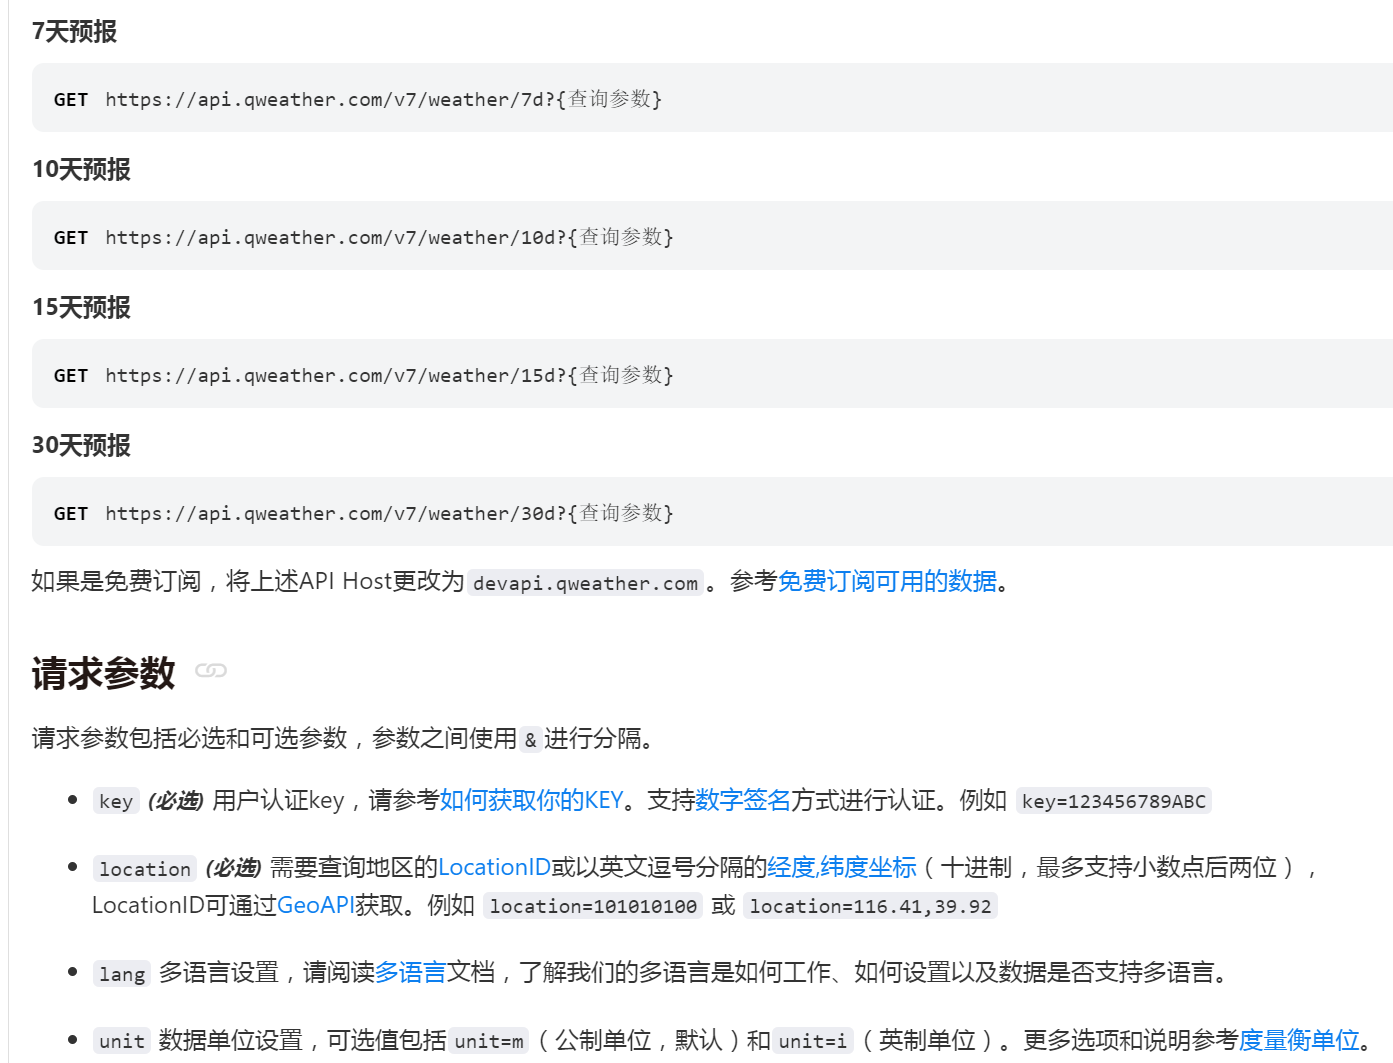 7天预报
GET https://api.qweather.com/v7/weather/7d?{查询参数}
10天预报
GET https://api.qweather.com/v7/weather/10d?{查询参数}
15天预报
GET https://api.qweather.com/v7/weather/15d?{查询参数}
30天预报
GET https://api.qweather.com/v7/weather/30d?{查询参数}
如果是免费订阅，将上述API Host更改为devapi.qweather.com。参考免费订阅可用的数据。
请求参数
请求参数包括必选和可选参数，参数之间使用&进行分隔。
key (必选) 用户认证key，请参考如何获取你的KEY。支持数字签名方式进行认证。例如 key=123456789ABC
location (必选) 需要查询地区的LocationID或以英文逗号分隔的经度,纬度坐标（十进制，最多支持小数点后两位），
LocationID可通过GeoAPI获取。例如 location=101010100 或 location=116.41,39.92
lang 多语言设置，请阅读多语言文档，了解我们的多语言是如何工作、如何设置以及数据是否支持多语言。
unit 数据单位设置，可选值包括unit=m（公制单位，默认）和unit=i（英制单位）。更多选项和说明参考度量衡单位。